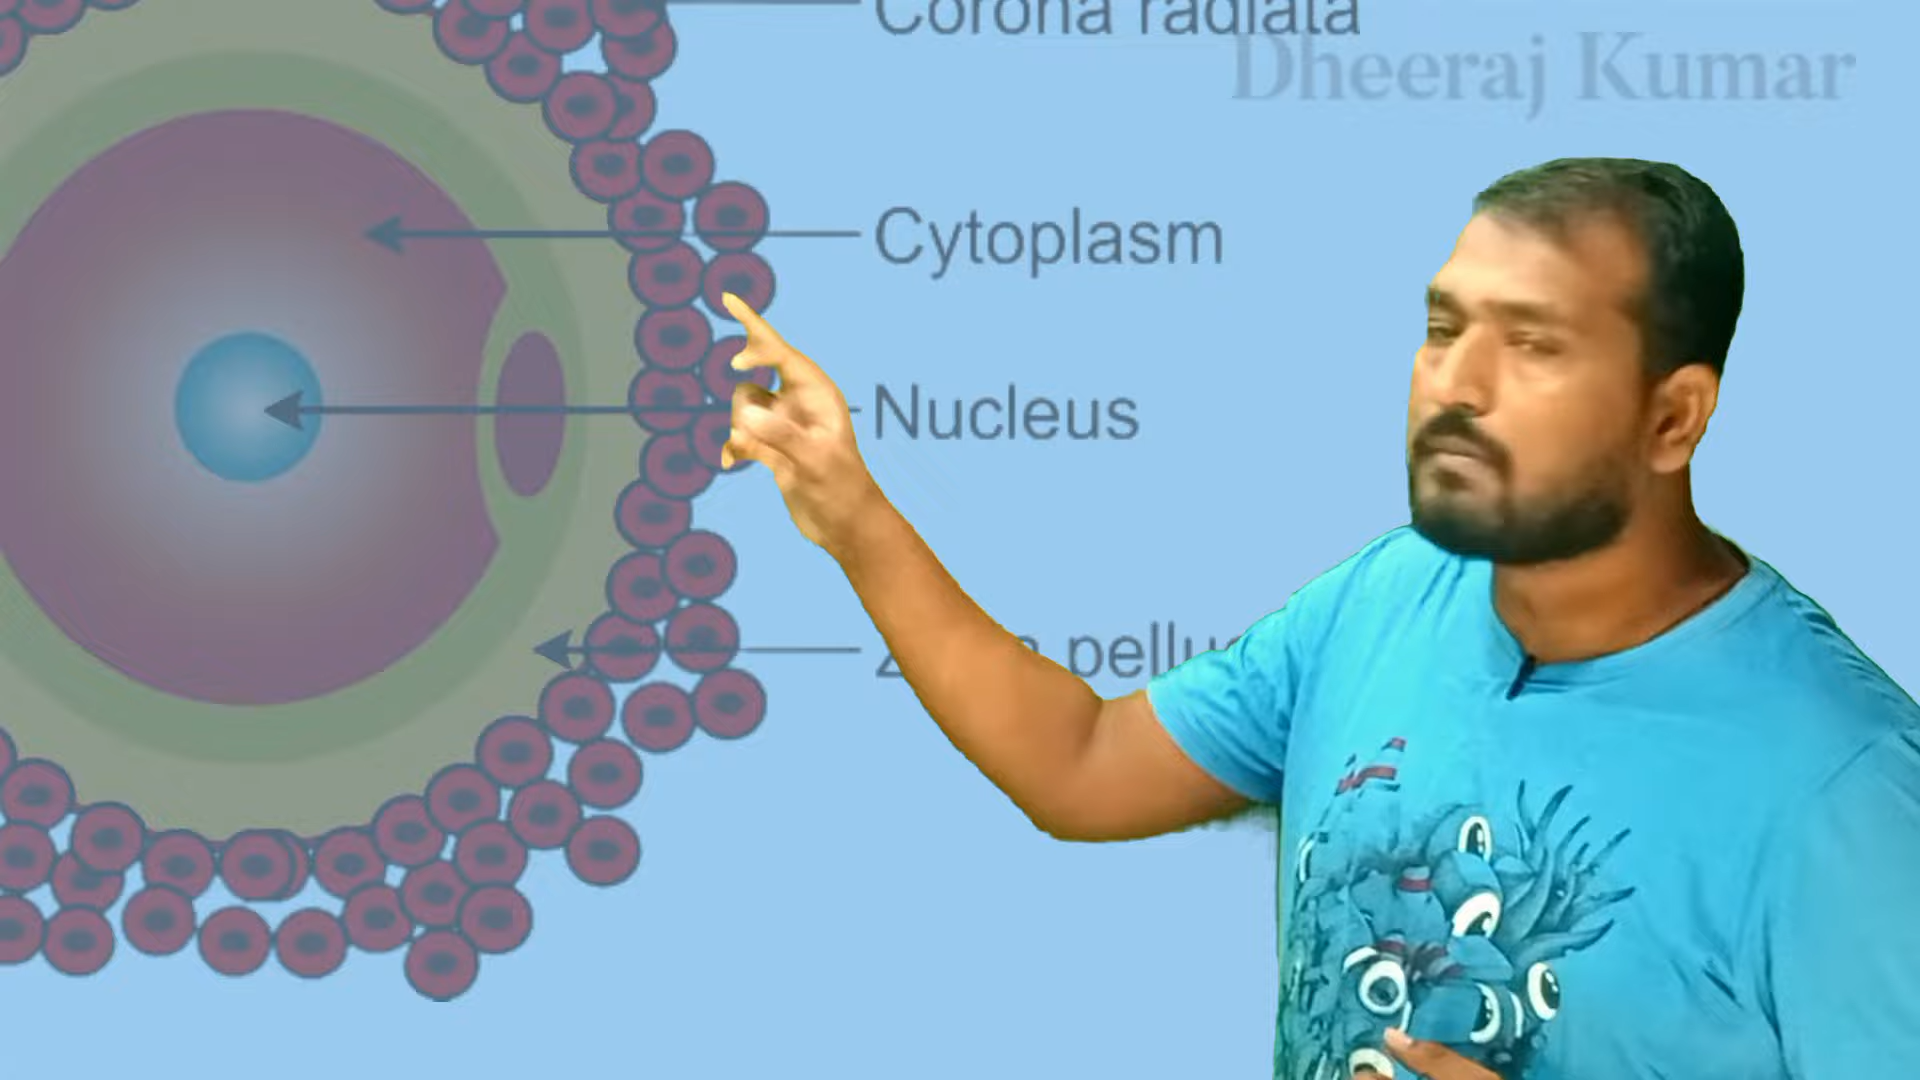 Corona radiata
Dheeraj Kumar
Cytoplasm
Nucleus